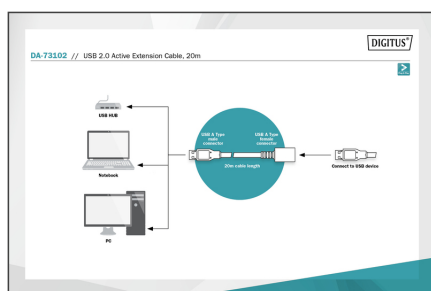 DIGITUS®
DA-73102 // USB 2.0 Active Extension Cable, 20m
USB HUB
USB A Type
male
connector
USB A Type
female
connector
20m cable length
Connect to USB device
Notebook
PC